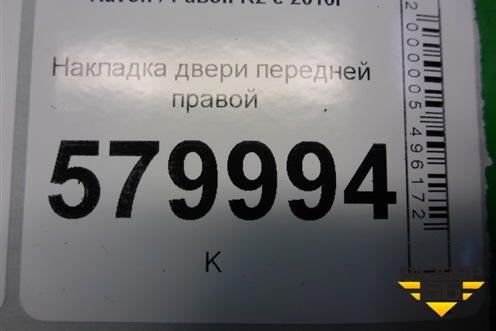 Накладка двери передней
правой
579994
К
2000005496172